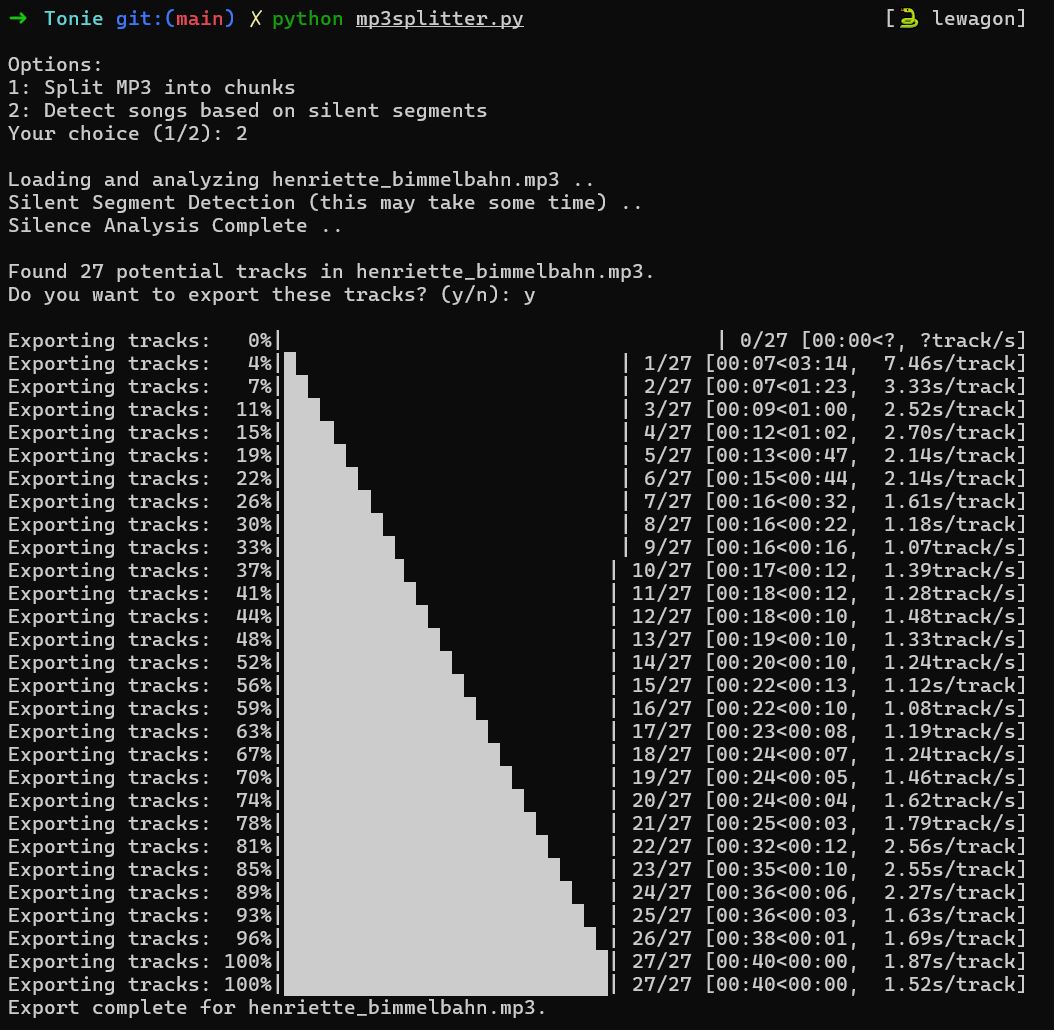 ➜ Tonie git:(main) ✗ python mp3splitter.py [🐍 lewagon]
Options:
1: Split MP3 into chunks
2: Detect songs based on silent segments
Your choice (1/2): 2
Loading and analyzing henriette_bimmelbahn.mp3 ..
Silent Segment Detection (this may take some time) ..
Silence Analysis Complete ..
Found 27 potential tracks in henriette_bimmelbahn.mp3.
Do you want to export these tracks? (y/n): y
Exporting tracks: 0%| | 0/27 [00:00<?, ?track/s]
Exporting tracks: 4%| | 1/27 [00:07<03:14, 7.46s/track]
Exporting tracks: 7%| | 2/27 [00:07<01:23, 3.33s/track]
Exporting tracks: 11%| | 3/27 [00:09<01:00, 2.52s/track]
Exporting tracks: 15%| | 4/27 [00:12<01:02, 2.70s/track]
Exporting tracks: 19%| | 5/27 [00:13<00:47, 2.14s/track]
Exporting tracks: 22%| | 6/27 [00:15<00:44, 2.14s/track]
Exporting tracks: 26%| | 7/27 [00:16<00:32, 1.61s/track]
Exporting tracks: 30%| | 8/27 [00:16<00:22, 1.18s/track]
Exporting tracks: 33%| | 9/27 [00:16<00:16, 1.07track/s]
Exporting tracks: 37%| | 10/27 [00:17<00:12, 1.39track/s]
Exporting tracks: 41%| | 11/27 [00:18<00:12, 1.28track/s]
Exporting tracks: 44%| | 12/27 [00:18<00:10, 1.48track/s]
Exporting tracks: 48%| | 13/27 [00:19<00:10, 1.33track/s]
Exporting tracks: 52%| | 14/27 [00:20<00:10, 1.24track/s]
Exporting tracks: 56%| | 15/27 [00:22<00:13, 1.12s/track]
Exporting tracks: 59%| | 16/27 [00:22<00:10, 1.08track/s]
Exporting tracks: 63%| | 17/27 [00:23<00:08, 1.19track/s]
Exporting tracks: 67%| | 18/27 [00:24<00:07, 1.24track/s]
Exporting tracks: 70%| | 19/27 [00:24<00:05, 1.46track/s]
Exporting tracks: 74%| | 20/27 [00:24<00:04, 1.62track/s]
Exporting tracks: 78%| | 21/27 [00:25<00:03, 1.79track/s]
Exporting tracks: 81%| | 22/27 [00:32<00:12, 2.56s/track]
Exporting tracks: 85%| | 23/27 [00:35<00:10, 2.55s/track]
Exporting tracks: 89%| | 24/27 [00:36<00:06, 2.27s/track]
Exporting tracks: 93%| | 25/27 [00:36<00:03, 1.63s/track]
Exporting tracks: 96%| | 26/27 [00:38<00:01, 1.69s/track]
Exporting tracks: 100%| | 27/27 [00:40<00:00, 1.87s/track]
Exporting tracks: 100%| | 27/27 [00:40<00:00, 1.52s/track]
Export complete for henriette_bimmelbahn.mp3.